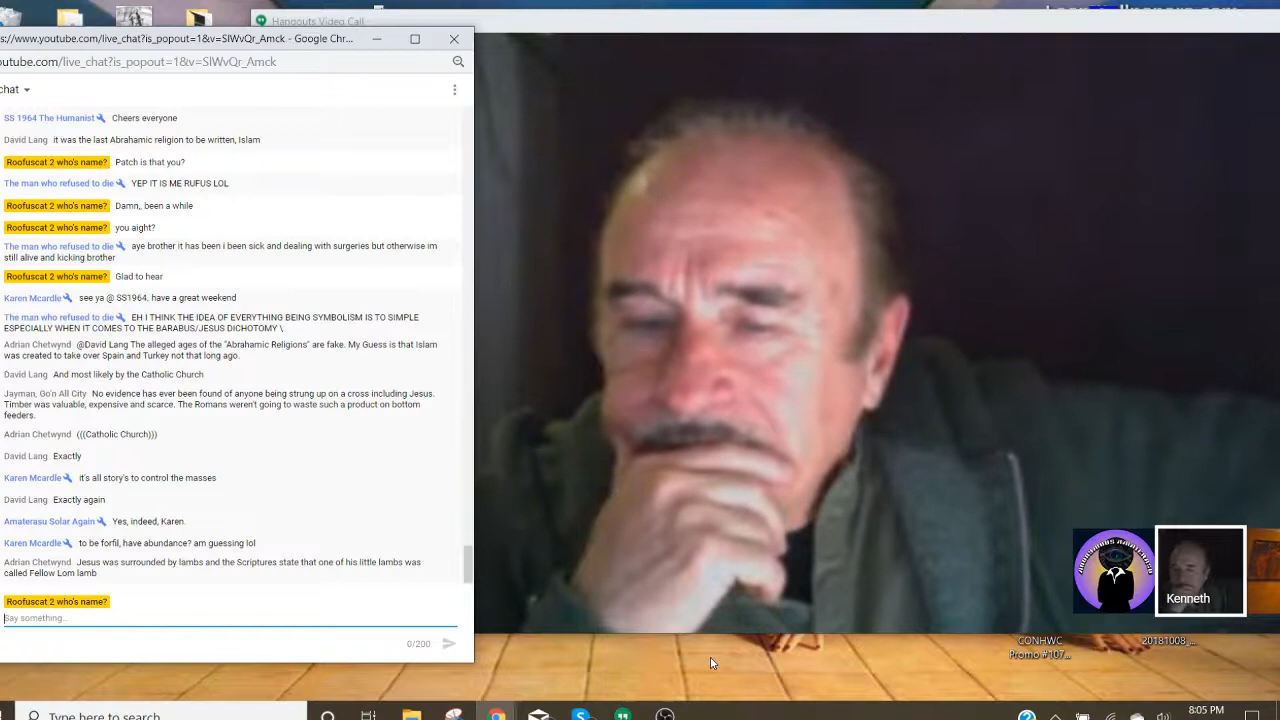 Hangouts Video Call
s://www.youtube.com/live_chat?is_popout=1&v=SIWvQr_Amck - Google Chr...
outube.com/live_chat?is_popout=1&v=SIWvQr_Amck
chat
SS 1964 The Humanist Cheers everyone
David Lang it was the last Abrahamic religion to be written, Islam
Roofuscat 2 who's name? Patch is that you?
The man who refused to die YEP IT IS ME RUFUS LOL
Roofuscat 2 who's name? Damn,, been a while
Roofuscat 2 who's name? you aight?
The man who refused to die aye brother it has been i been sick and dealing with surgeries but otherwise im
still alive and kicking brother
Roofuscat 2 who's name? Glad to hear
Karen Mcardle see ya @ SS1964. have a great weekend
The man who refused to die EH I THINK THE IDEA OF EVERYTHING BEING SYMBOLISM IS TO SIMPLE
ESPECIALLY WHEN IT COMES TO THE BARABUS/JESUS DICHOTOMY \
Adrian Chetwynd @David Lang The alleged ages of the "Abrahamic Religions" are fake. My Guess is that Islam
was created to take over Spain and Turkey not that long ago.
David Lang And most likely by the Catholic Church
Jayman, Go'n All City No evidence has ever been found of anyone being strung up on a cross including Jesus.
Timber was valuable, expensive and scarce. The Romans weren't going to waste such a product on bottom
feeders.
Adrian Chetwynd (((Catholic Church)))
David Lang Exactly
Karen Mcardle it's all story's to control the masses
David Lang Exactly again
Amaterasu Solar Again Yes, indeed, Karen.
Karen Mcardle to be forfil, have abundance? am guessing lol
Adrian Chetwynd Jesus was surrounded by lambs and the Scriptures state that one of his little lambs was
called Fellow Lom lamb
Roofuscat 2 who's name?
Say something...
0/200
Kenneth
CONHWC
Promo #107...
20181008_...
Type here to search
8:05 PM